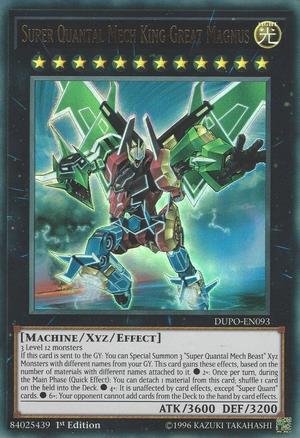 SUPER QUANTAL MECH KING GREAT MAGNUS
光
DUPO-EN093
[MACHINE/XYZ/EFFECT]
3 Level 12 monsters
If this card is sent to the GY: You can Special Summon 3 "Super Quantal Mech Beast" Xyz
Monsters with different names from your GY. This card gains these effects, based on the
number of materials with different names attached to it. ● 2+: Once per turn, during
the Main Phase (Quick Effect): You can detach 1 material from this card; shuffle 1 card
on the field into the Deck. ● 4+: It is unaffected by card effects, except "Super Quant"
cards. ● 6+: Your opponent cannot add cards from the Deck to the hand by card effects.
ATK/3600 DEF/3200
84025439 1st Edition ©1996 KAZUKI TAKAHASHI